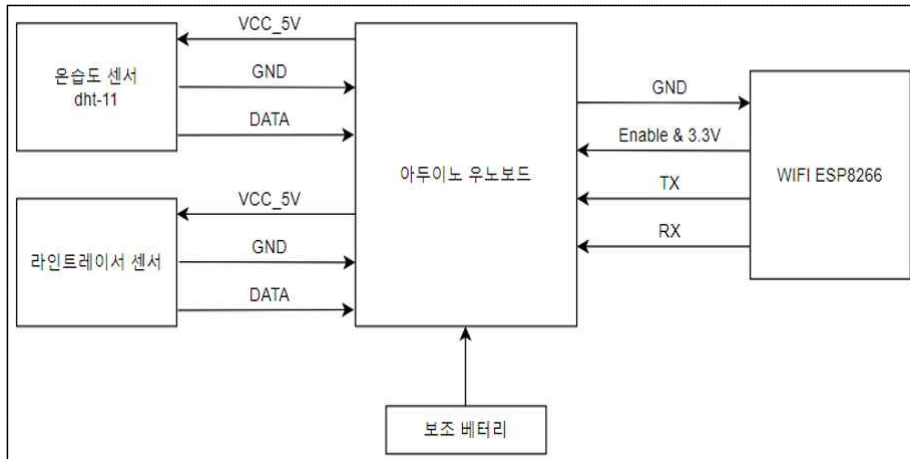 VCC_5V
온습도 센서
dht-11
GND
DATA
VCC_5V
라인트레이서 센서
GND
DATA
아두이노 우노보드
GND
Enable & 3.3V
TX
RX
WIFI ESP8266
보조 베터리